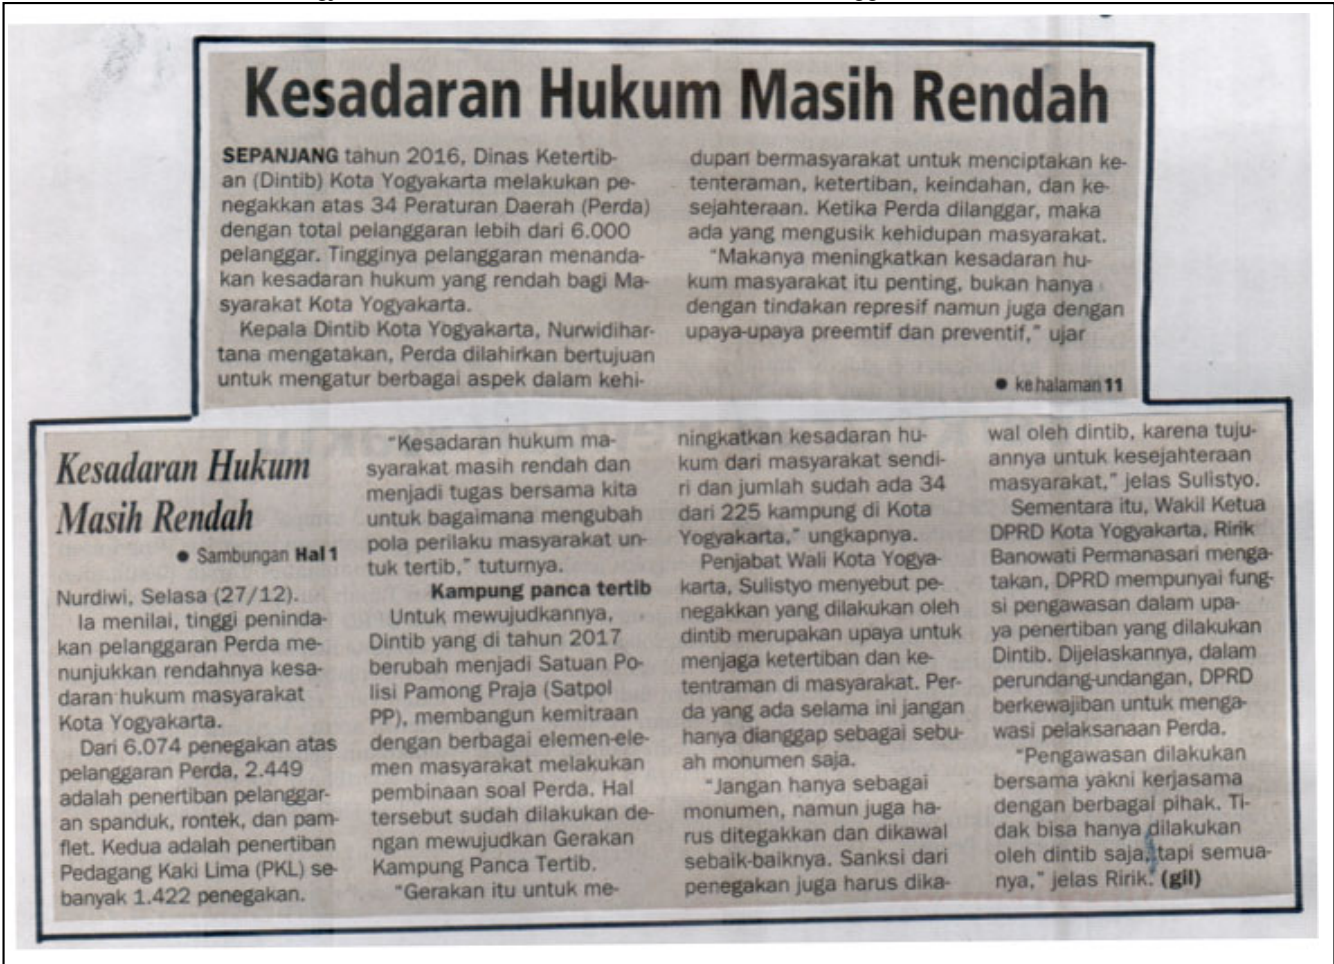 Kesadaran Hukum Masih Rendah
SEPANJANG tahun 2016, Dinas Ketertib-
an (Dintib) Kota Yogyakarta melakukan pe-
negakkan atas 34 Peraturan Daerah (Perda)
dengan total pelanggaran lebih dari 6.000
pelanggar. Tingginya pelanggaran menanda-
kan kesadaran hukum yang rendah bagi Ma-
syarakat Kota Yogyakarta.
Kepala Dintib Kota Yogyakarta, Nurwidihar-
tana mengatakan, Perda dilahirkan bertujuan
untuk mengatur berbagai aspek dalam kehi-
dupan bermasyarakat untuk menciptakan ke-
tenteraman, ketertiban, keindahan, dan ke-
sejahteraan. Ketika Perda dilanggar, maka
ada yang mengusik kehidupan masyarakat.
"Makanya meningkatkan kesadaran hu-
kum masyarakat itu penting, bukan hanya
dengan tindakan represif namun juga dengan
upaya-upaya preemtif dan preventif," ujar
● ke halaman 11
Kesadaran Hukum
Masih Rendah
● Sambungan Hal 1
Nurdiwi, Selasa (27/12).
Ia menilai, tinggi peninda-
kan pelanggaran Perda me-
nunjukkan rendahnya kesa-
daran hukum masyarakat
Kota Yogyakarta.
Dari 6.074 penegakan atas
pelanggaran Perda, 2.449
adalah penertiban pelanggar-
an spanduk, rontek, dan pam-
flet. Kedua adalah penertiban
Pedagang Kaki Lima (PKL) se-
banyak 1.422 penegakan.
"Kesadaran hukum ma-
syarakat masih rendah dan
menjadi tugas bersama kita
untuk bagaimana mengubah
pola perilaku masyarakat un-
tuk tertib," tuturnya.
Kampung panca tertib
Untuk mewujudkannya,
Dintib yang di tahun 2017
berubah menjadi Satuan Po-
lisi Pamong Praja (Satpol
PP), membangun kemitraan
dengan berbagai elemen-ele-
men masyarakat melakukan
pembinaan soal Perda. Hal
tersebut sudah dilakukan de-
ngan mewujudkan Gerakan
Kampung Panca Tertib.
"Gerakan itu untuk me-
ningkatkan kesadaran hu-
kum dari masyarakat sendi-
ri dan jumlah sudah ada 34
dari 225 kampung di Kota
Yogyakarta," ungkapnya.
Penjabat Wali Kota Yogya-
karta, Sulistyo menyebut pe-
negakkan yang dilakukan oleh
dintib merupakan upaya untuk
menjaga ketertiban dan ke-
tentraman di masyarakat. Per-
da yang ada selama ini jangan
hanya dianggap sebagai sebu-
ah monumen saja.
"Jangan hanya sebagai
monumen, namun juga ha-
rus ditegakkan dan dikawal
sebaik-baiknya. Sanksi dari
penegakan juga harus dika-
wal oleh dintib, karena tuju-
annya untuk kesejahteraan
masyarakat," jelas Sulistyo.
Sementara itu, Wakil Ketua
DPRD Kota Yogyakarta, Ririk
Banowati Permanasari menga-
takan, DPRD mempunyai fung-
si pengawasan dalam upa-
ya penertiban yang dilakukan
Dintib. Dijelaskannya, dalam
perundang-undangan, DPRD
berkewajiban untuk menga-
wasi pelaksanaan Perda.
"Pengawasan dilakukan
bersama yakni kerjasama
dengan berbagai pihak. Ti-
dak bisa hanya dilakukan
oleh dintib saja, tapi semua-
nya," jelas Ririk. (gil)